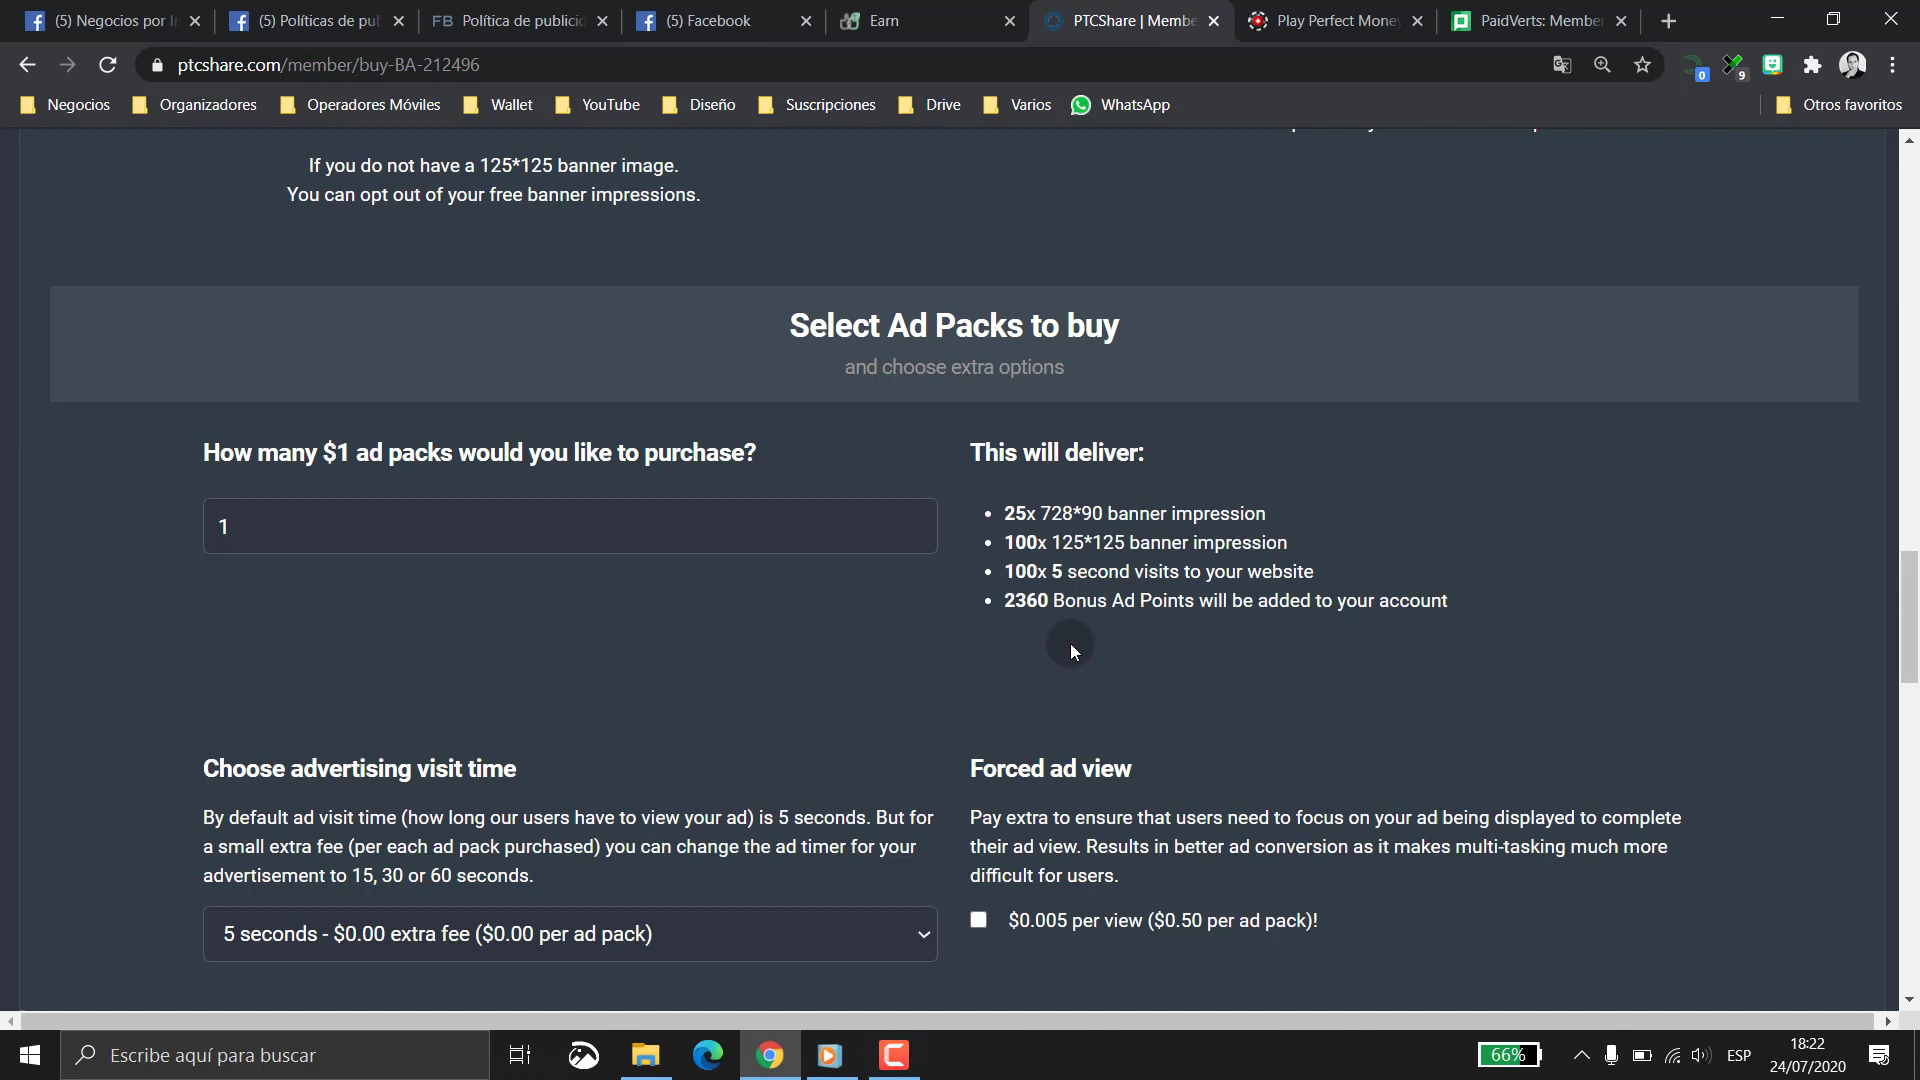 (5) Negocios por I
(5) Políticas de pu
FB Política de publici
(5) Facebook
Earn
PTCShare | Membe
Play Perfect Money
PaidVerts: Member
ptcshare.com/member/buy-BA-212496
0
9
Negocios
Organizadores
Operadores Móviles
Wallet
YouTube
Diseño
Suscripciones
Drive
Varios
WhatsApp
Otros favoritos
If you do not have a 125*125 banner image.
You can opt out of your free banner impressions.
Select Ad Packs to buy
and choose extra options
How many $1 ad packs would you like to purchase?
1
This will deliver:
• 25x 728*90 banner impression
• 100x 125*125 banner impression
• 100x 5 second visits to your website
• 2360 Bonus Ad Points will be added to your account
Choose advertising visit time
By default ad visit time (how long our users have to view your ad) is 5 seconds. But for
a small extra fee (per each ad pack purchased) you can change the ad timer for your
advertisement to 15, 30 or 60 seconds.
5 seconds - $0.00 extra fee ($0.00 per ad pack)
Forced ad view
Pay extra to ensure that users need to focus on your ad being displayed to complete
their ad view. Results in better ad conversion as it makes multi-tasking much more
difficult for users.
$0.005 per view ($0.50 per ad pack)!
Escribe aquí para buscar
66%
ESP
18:22
24/07/2020